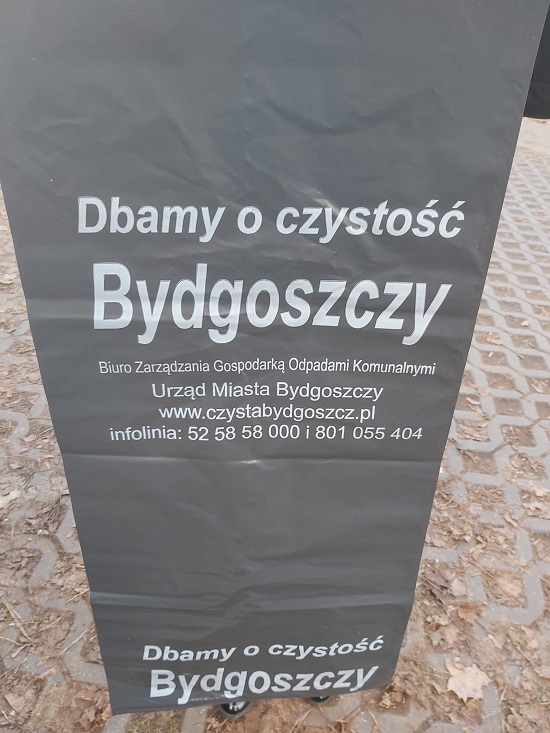 Dbamy o czystość
Bydgoszczy
Biuro Zarządzania Gospodarką Odpadami Komunalnymi
Urząd Miasta Bydgoszczy
www.czystabydgoszcz.pl
infolinia: 52 58 58 000 i 801 055 404
Dbamy o czystość
Bydgoszczy